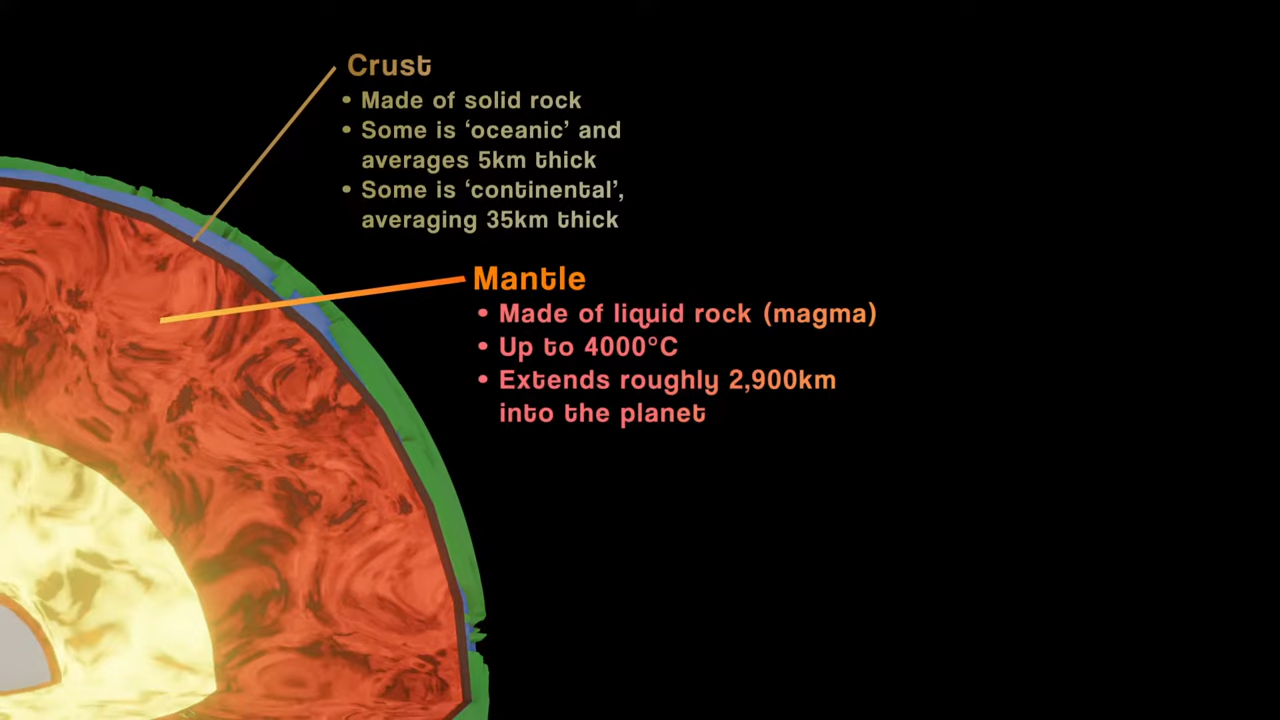 Crust
• Made of solid rock
• Some is ‘oceanic’ and
averages 5km thick
• Some is ‘continental’,
averaging 35km thick
Mantle
• Made of liquid rock (magma)
• Up to 4000°C
• Extends roughly 2,900km
into the planet